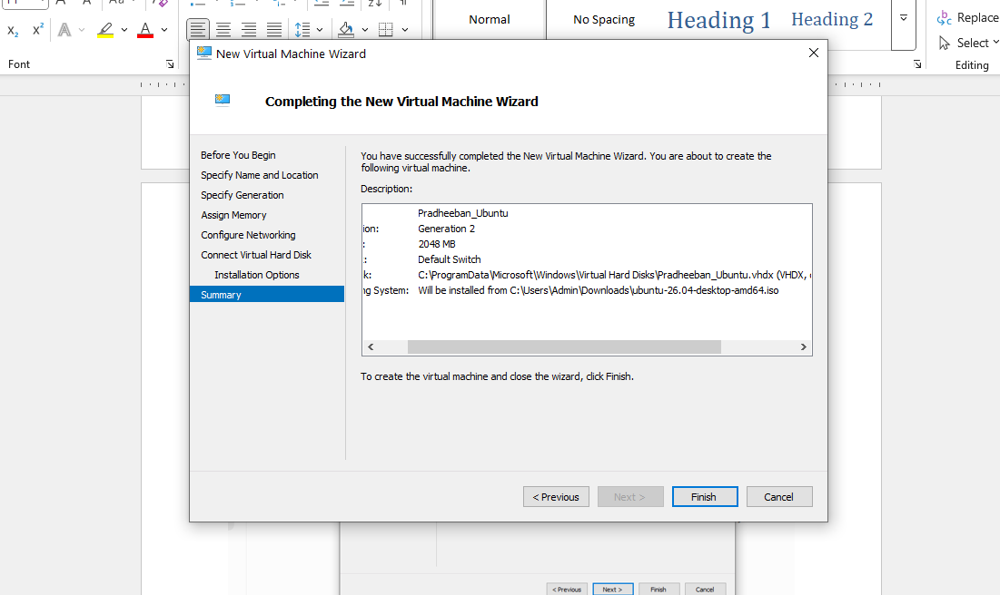 Normal
No Spacing
Heading 1
Heading 2
Replace
Select
Font
Editing
New Virtual Machine Wizard
Completing the New Virtual Machine Wizard
Before You Begin
Specify Name and Location
Specify Generation
Assign Memory
Configure Networking
Connect Virtual Hard Disk
Installation Options
Summary
You have successfully completed the New Virtual Machine Wizard. You are about to create the
following virtual machine.
Description:
Pradheeban_Ubuntu
ion: Generation 2
: 2048 MB
: Default Switch
k: C:\ProgramData\Microsoft\Windows\Virtual Hard Disks\Pradheeban_Ubuntu.vhdx (VHDX,
ng System: Will be installed from C:\Users\Admin\Downloads\ubuntu-26.04-desktop-amd64.iso
To create the virtual machine and close the wizard, click Finish.
< Previous
Next >
Finish
Cancel
< Previous
Next >
Finish
Cancel